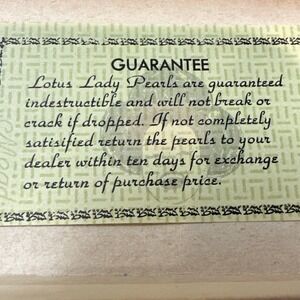 GUARANTEE
Lotus Lady Pearls are guaranteed
indestructible and will not break or
crack if dropped. If not completely
satisified return the pearls to your
dealer within ten days for exchange
or return of purchase price.